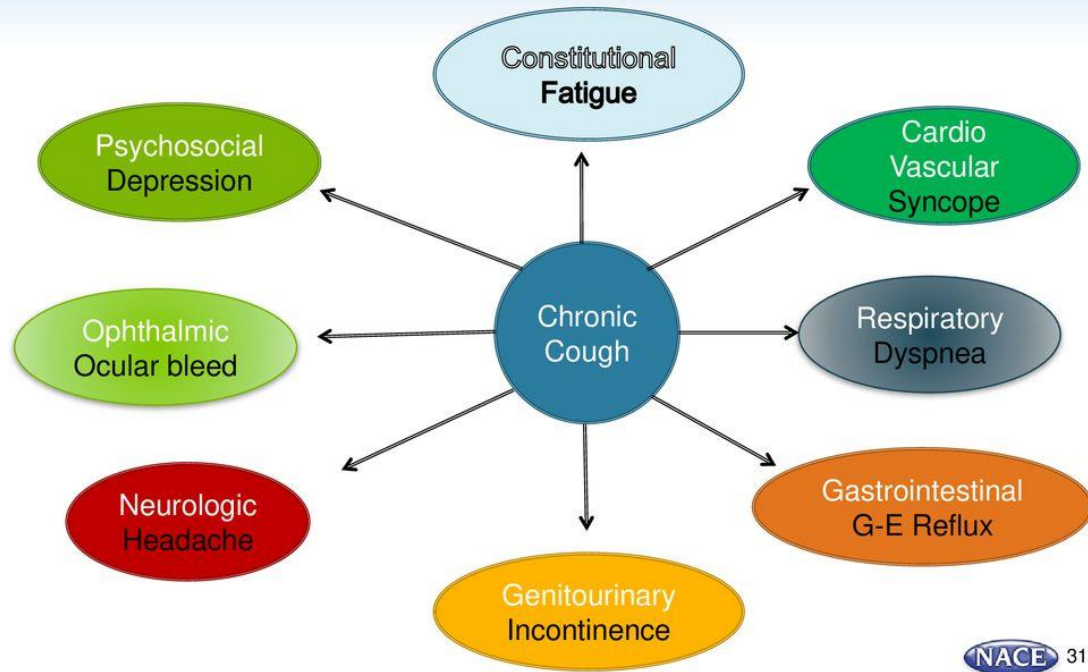 Constitutional
Fatigue
Psychosocial
Depression
Cardio
Vascular
Syncope
Ophthalmic
Ocular bleed
Chronic
Cough
Respiratory
Dyspnea
Neurologic
Headache
Gastrointestinal
G-E Reflux
Genitourinary
Incontinence
NACE 31